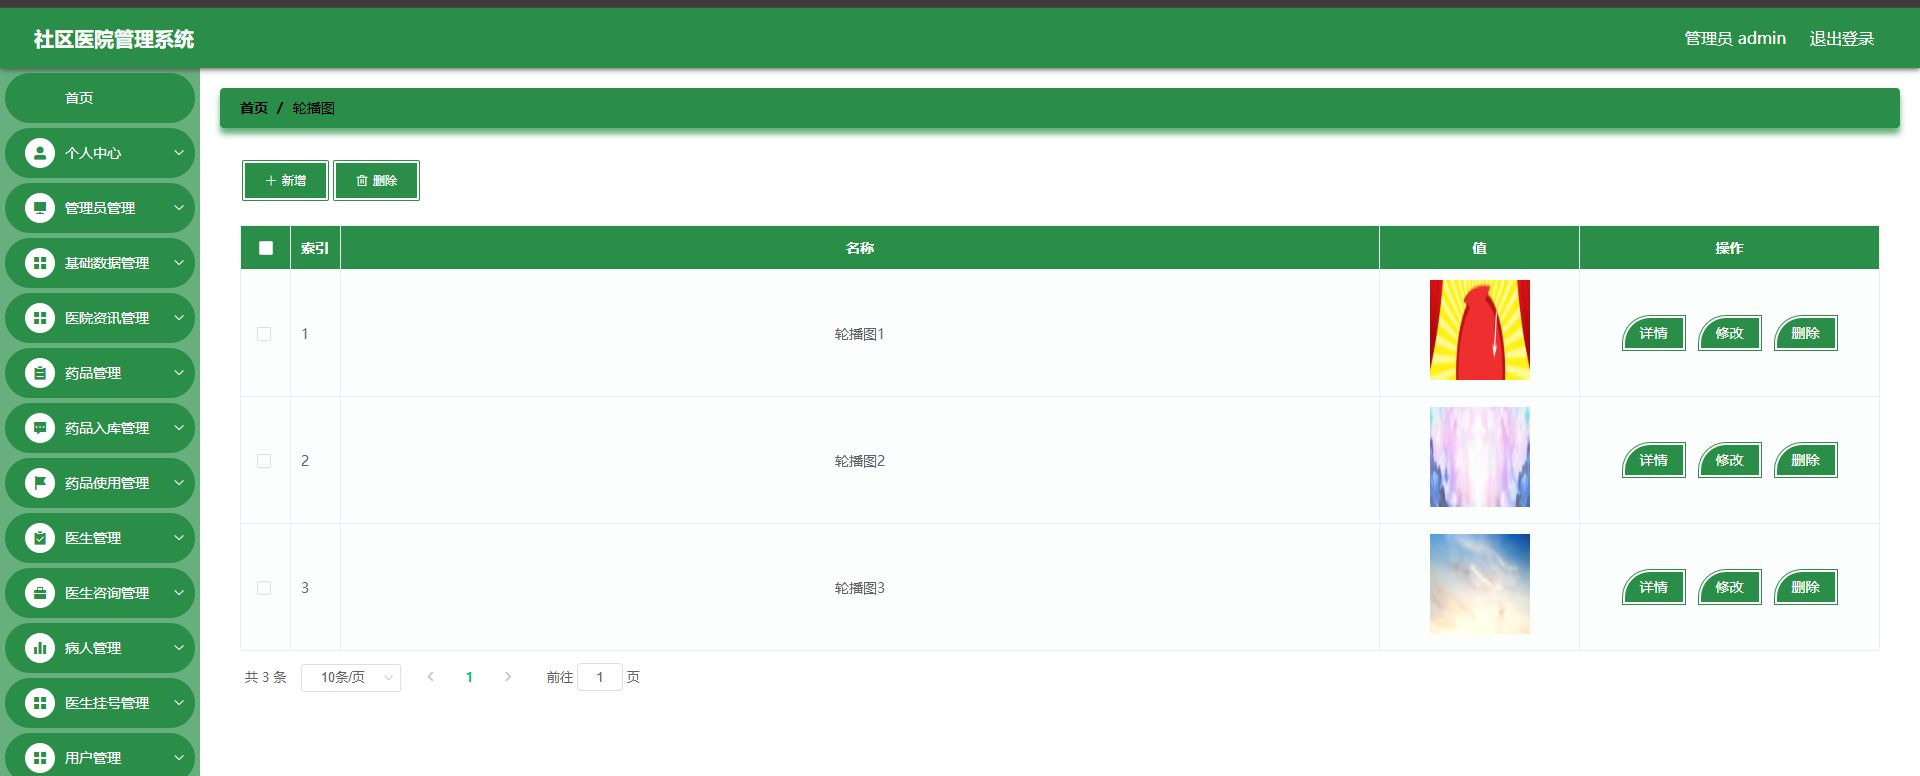 社区医院管理系统
管理员 admin 退出登录
首页
个人中心
管理员管理
基础数据管理
医院资讯管理
药品管理
药品入库管理
药品使用管理
医生管理
医生咨询管理
病人管理
医生挂号管理
用户管理
首页 / 轮播图
新增 删除
索引 名称 值 操作
1 轮播图1 详情 修改 删除
2 轮播图2 详情 修改 删除
3 轮播图3 详情 修改 删除
共 3 条 10条/页 1 前往 1 页